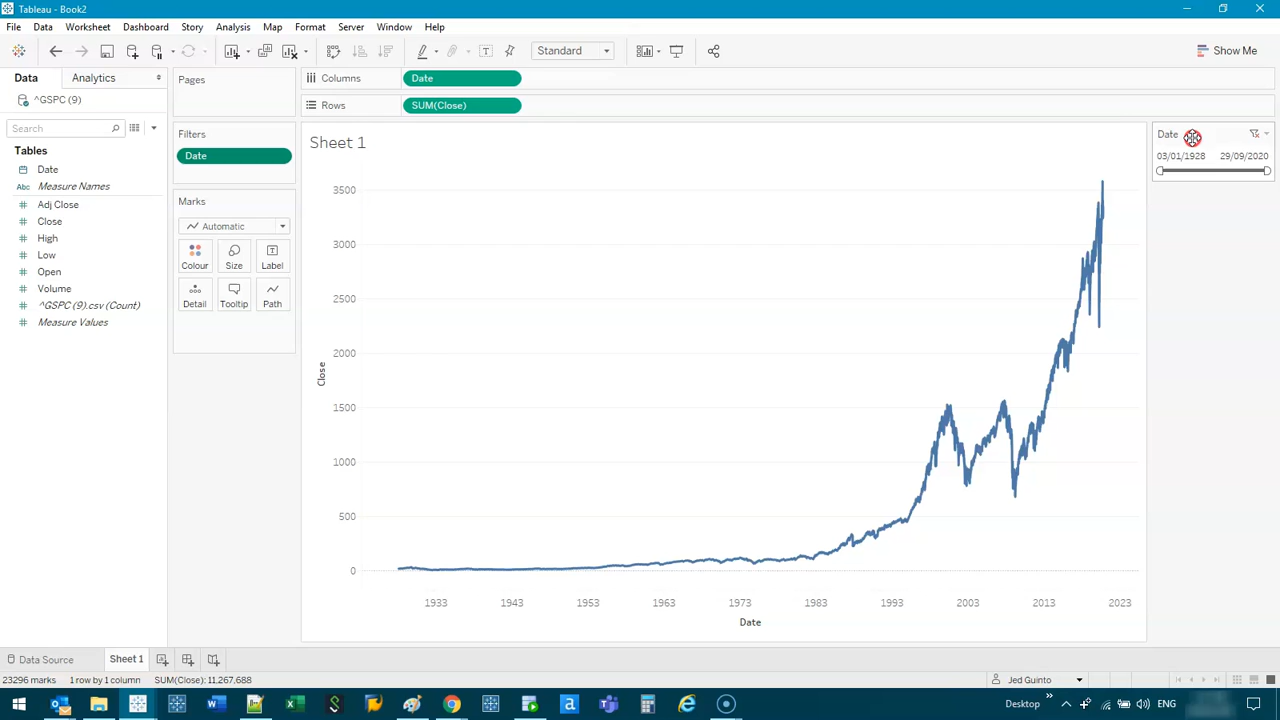 Tableau - Book2
File Data Worksheet Dashboard Story Analysis Map Format Server Window Help
Standard
Show Me
Data Analytics
^GSPC (9)
Search
Tables
Date
Abc Measure Names
# Adj Close
# Close
# High
# Low
# Open
# Volume
# ^GSPC (9).csv (Count)
# Measure Values
Pages
Filters
Date
Marks
Automatic
Colour Size Label
Detail Tooltip Path
Columns Date
Rows SUM(Close)
Sheet 1
3500
3000
2500
2000
1500
1000
500
0
Close
1933 1943 1953 1963 1973 1983 1993 2003 2013 2023
Date
Date
03/01/1928 29/09/2020
Data Source Sheet 1
23296 marks 1 row by 1 column SUM(Close): 11,267,688
Jed Guinto
Desktop
ENG